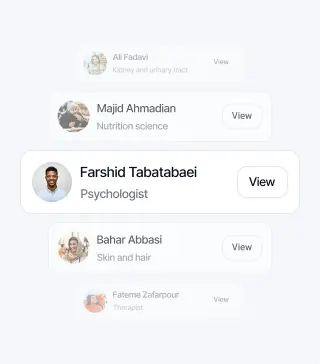 Ali Fadavi
Kidney and urinary tract
View
Majid Ahmadian
Nutrition science
View
Farshid Tabatabaei
Psychologist
View
Bahar Abbasi
Skin and hair
View
Fateme Zafarpour
Therapist
View